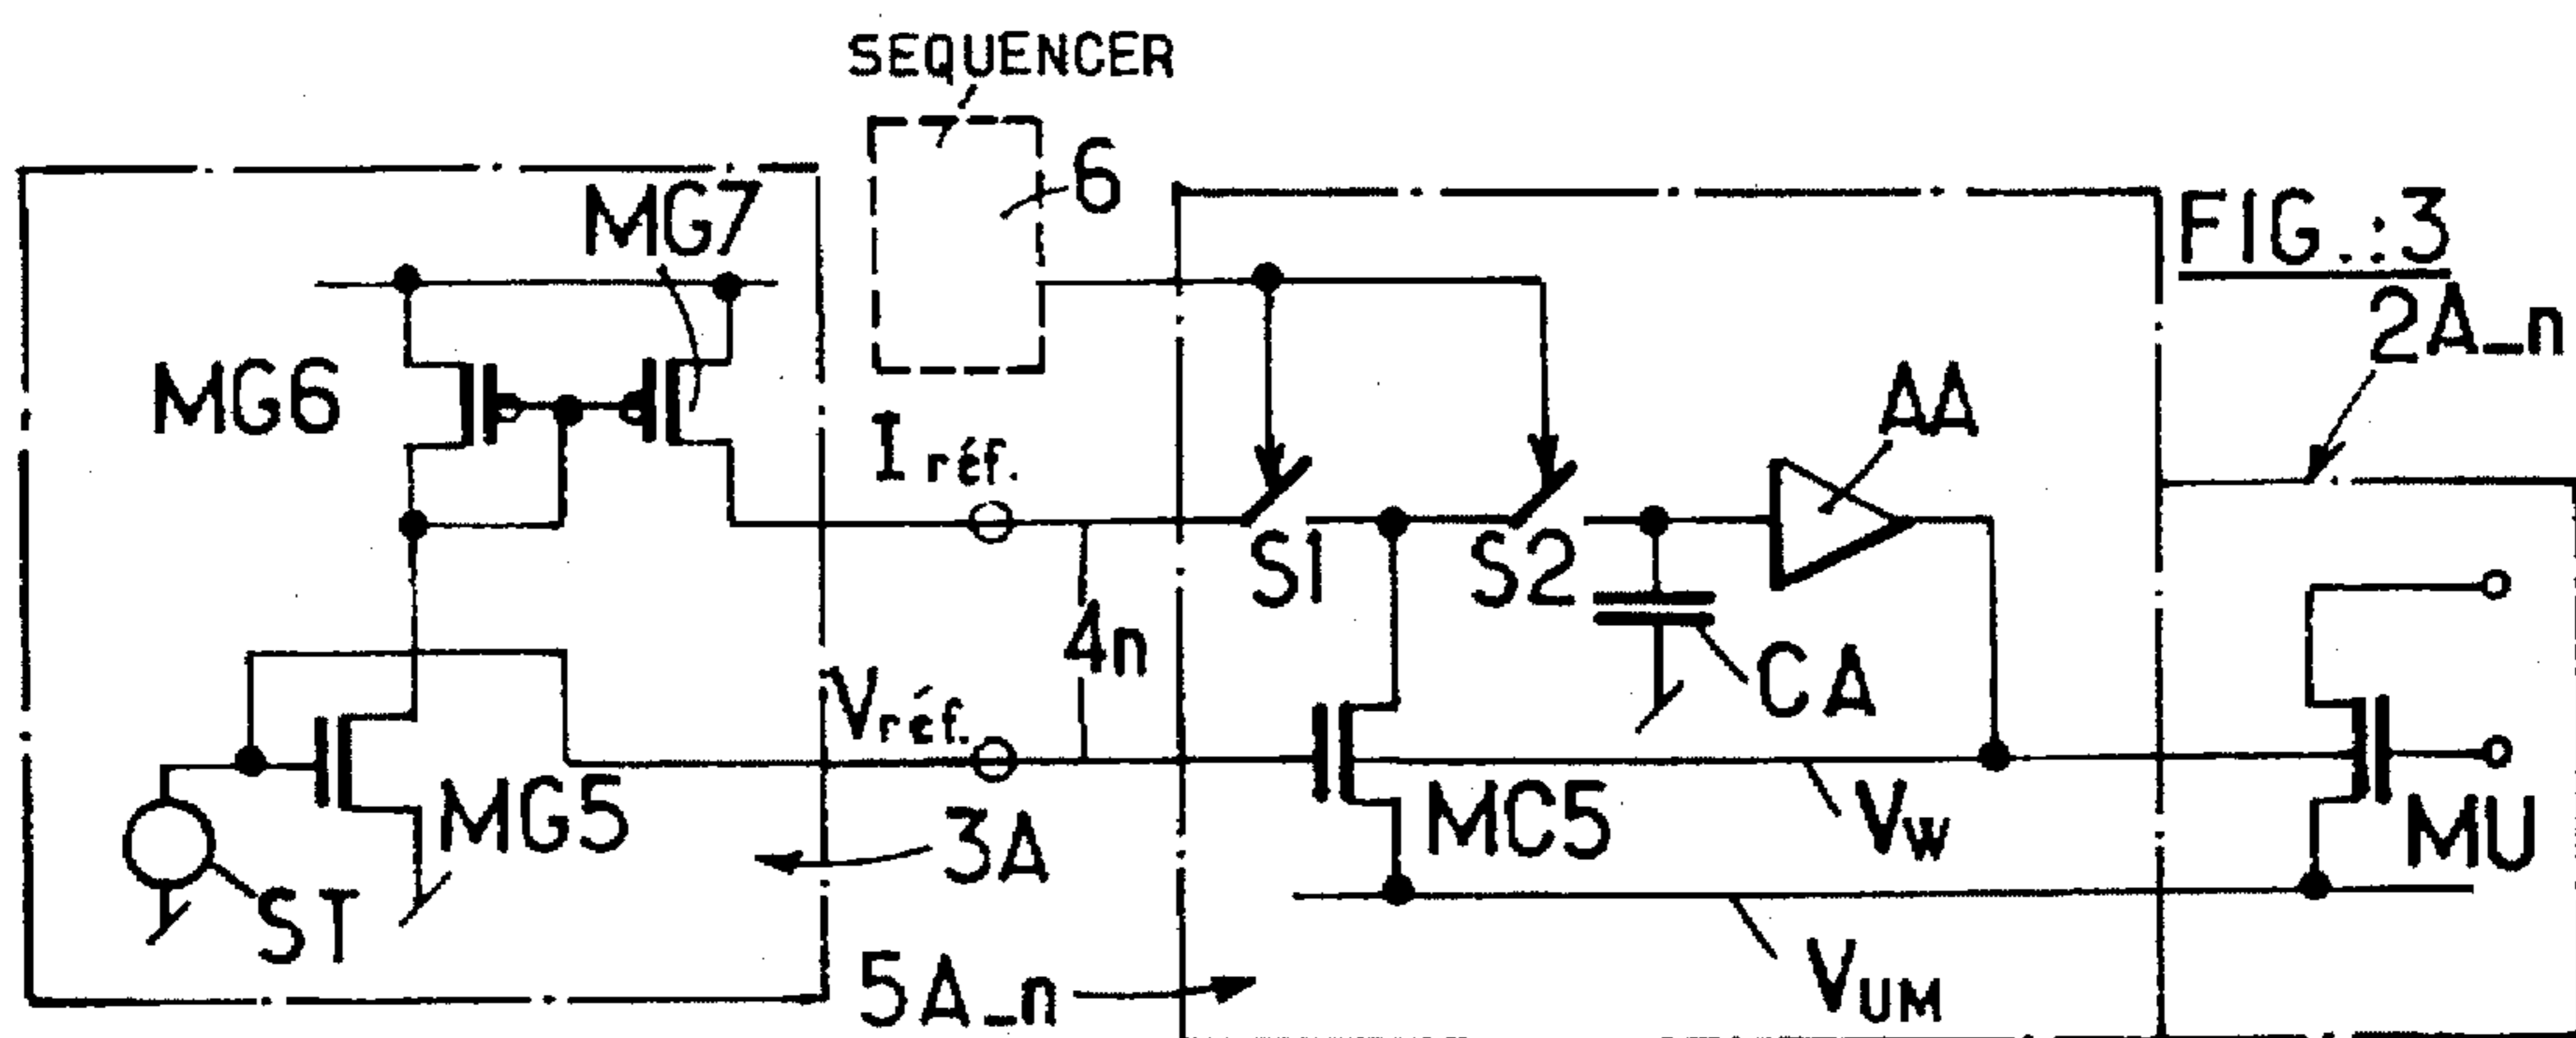 SEQUENCER
6
MG7
FIG.:3
2A_n
MG6
AA
I réf.
S1
S2
4n
CA
Vréf.
MG5
3A
MC5
VW
MU
ST
5A_n
VUM